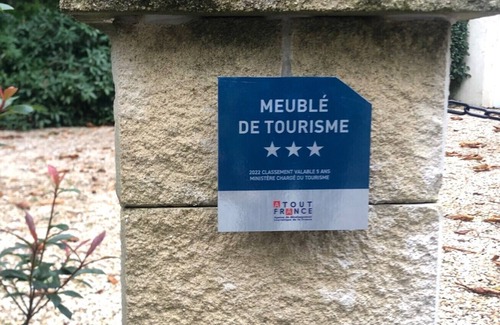 MEUBLÉ
DE TOURISME
2022 CLASSEMENT VALABLE 5 ANS
MINISTÈRE CHARGÉ DU TOURISME
ATOUT
FRANCE